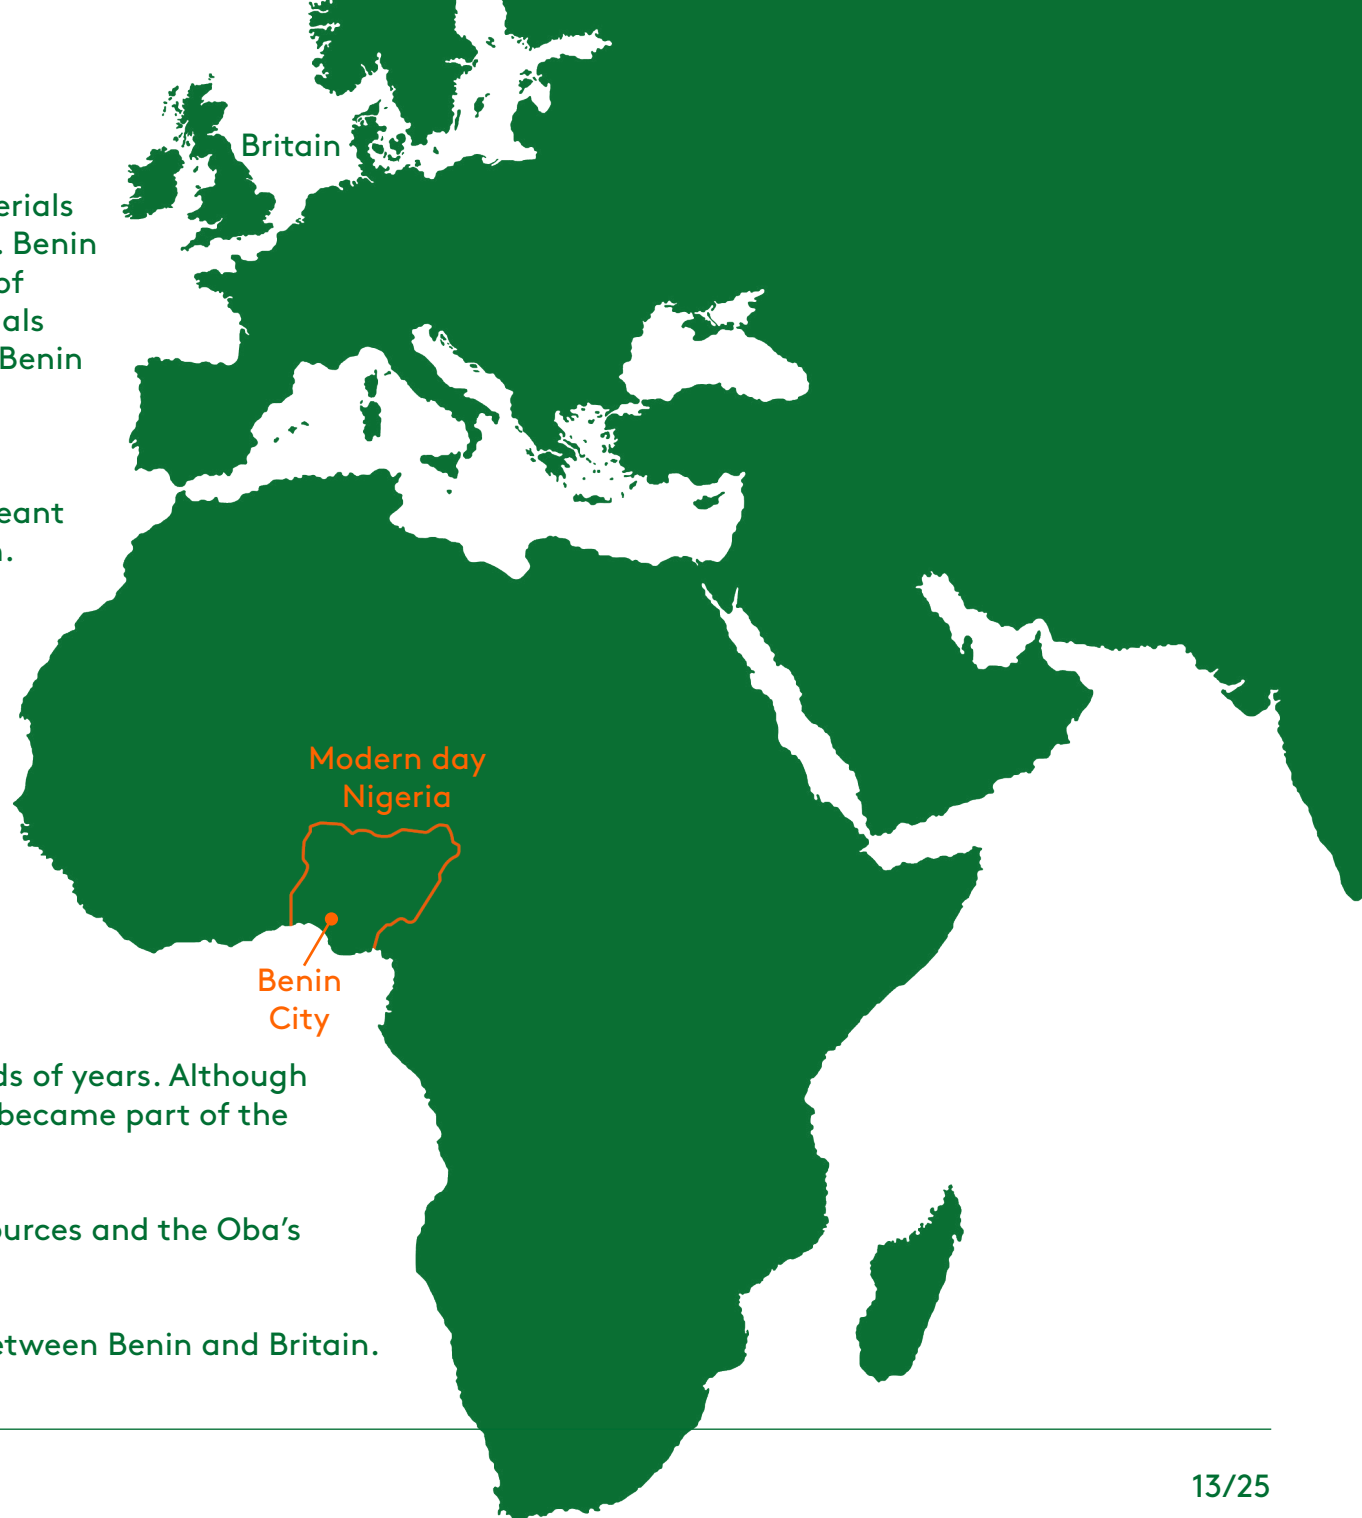 Britain
erials
. Benin
of
als
Benin
eant
n.
Modern day
Nigeria
Benin
City
ds of years. Although
became part of the
ources and the Oba’s
etween Benin and Britain.
13/25